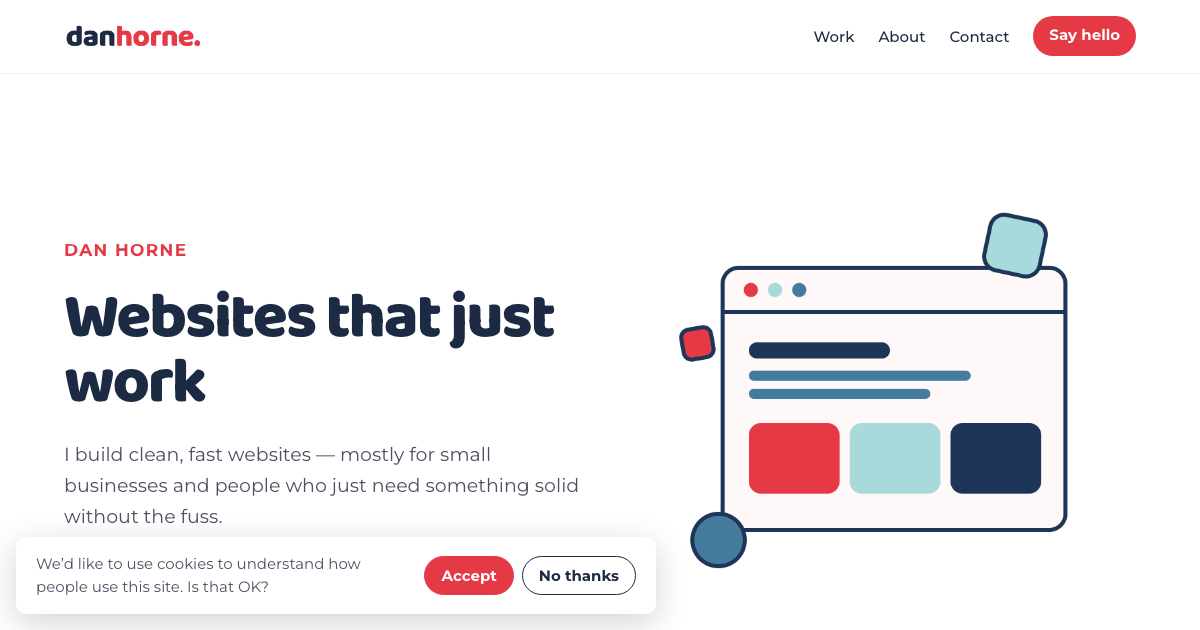 danhorne.
Work
About
Contact
Say hello
DAN HORNE
Websites that just
work
I build clean, fast websites — mostly for small
businesses and people who just need something solid
without the fuss.
We’d like to use cookies to understand how
people use this site. Is that OK?
Accept
No thanks